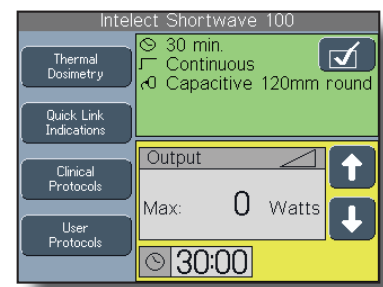 Intelect Shortwave 100
Thermal
Dosimetry
Quick Link
Indications
Clinical
Protocols
User
Protocols
30 min.
Continuous
Capacitive 120mm round
Output
Max: 0 Watts
30:00